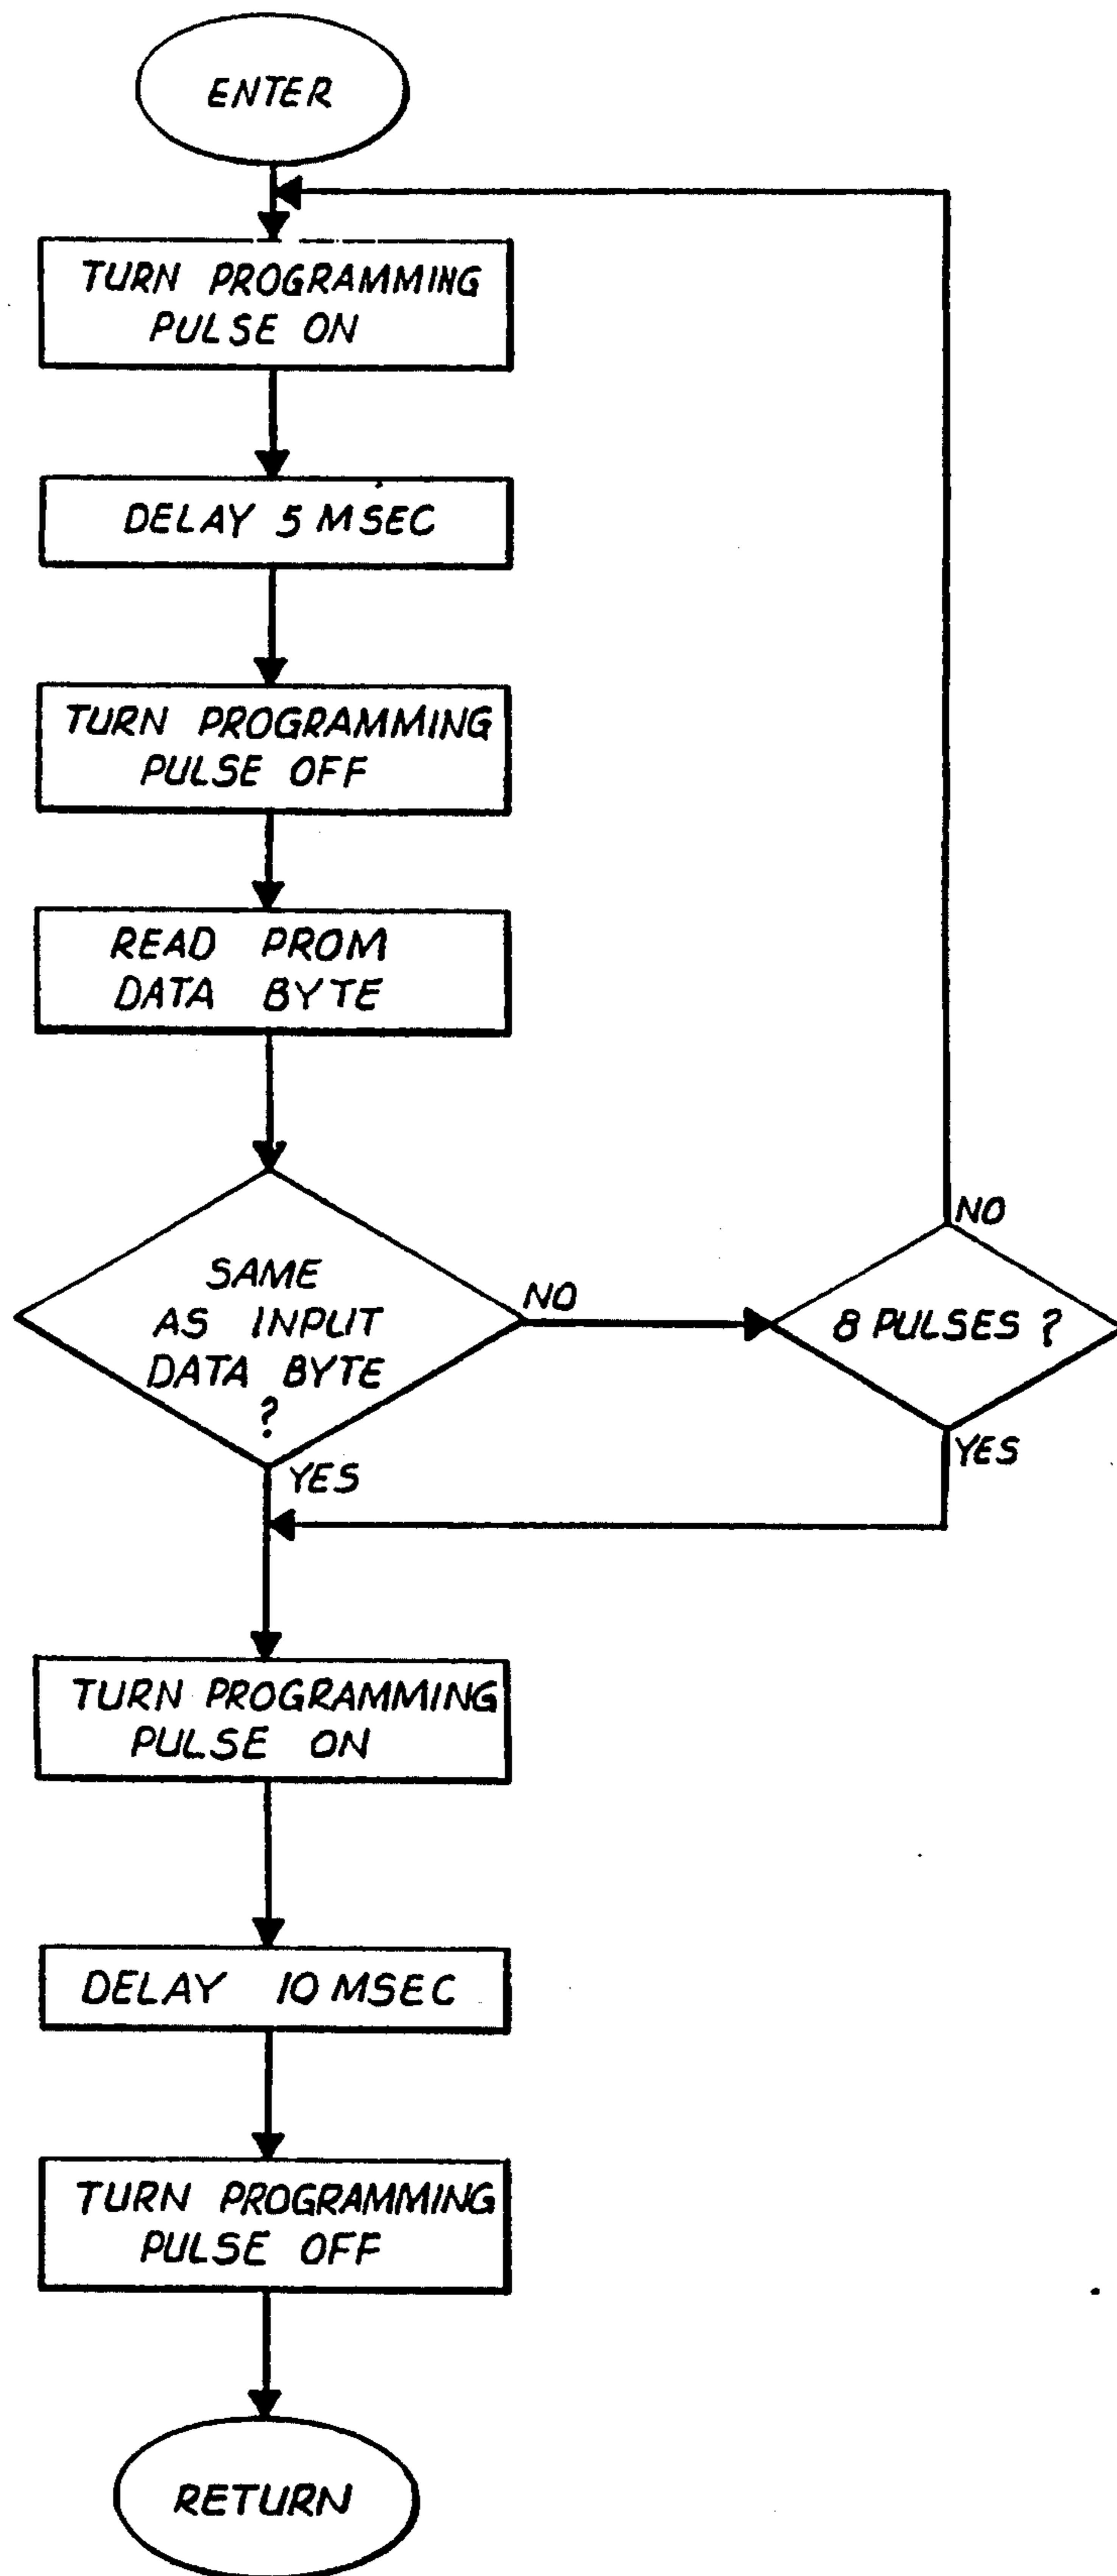 ENTER
TURN PROGRAMMING
PULSE ON
DELAY 5 MSEC
TURN PROGRAMMING
PULSE OFF
READ PROM
DATA BYTE
SAME
AS INPUT
DATA BYTE
?
NO
8 PULSES ?
NO
YES
YES
TURN PROGRAMMING
PULSE ON
DELAY 10 MSEC
TURN PROGRAMMING
PULSE OFF
RETURN